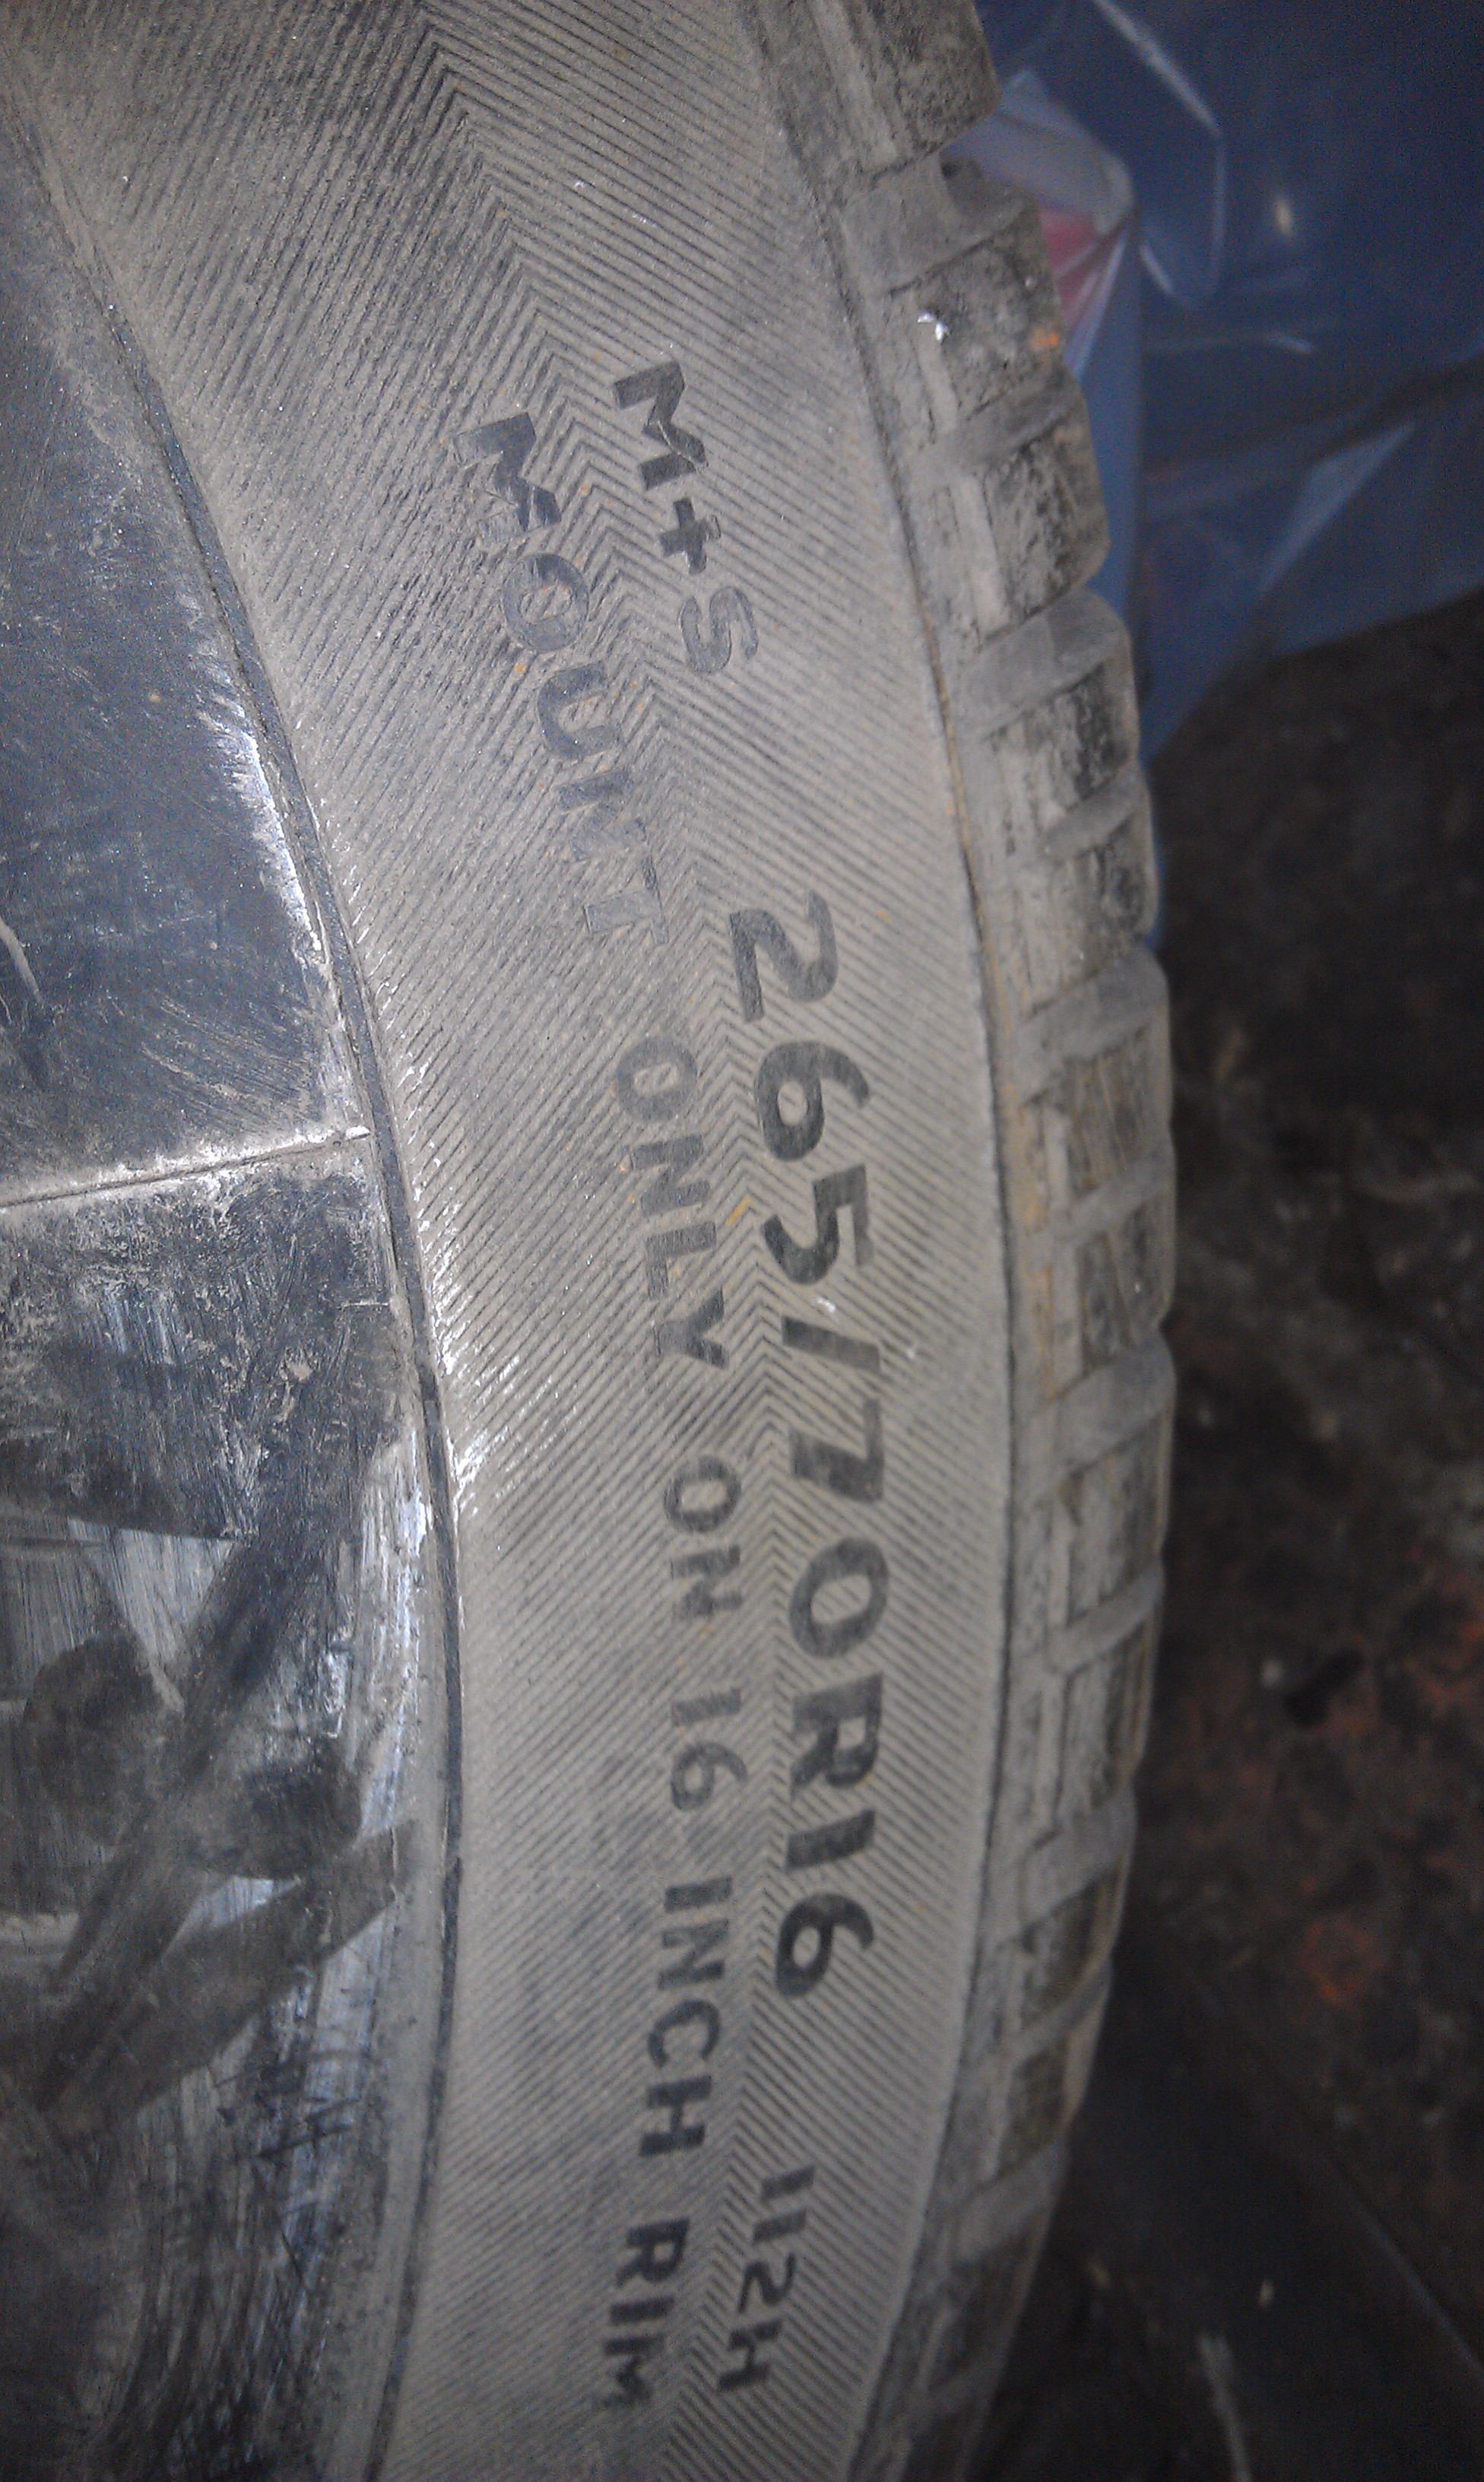 M+S 265/70R16 112H
MOUNT ONLY ON 16 INCH RIM